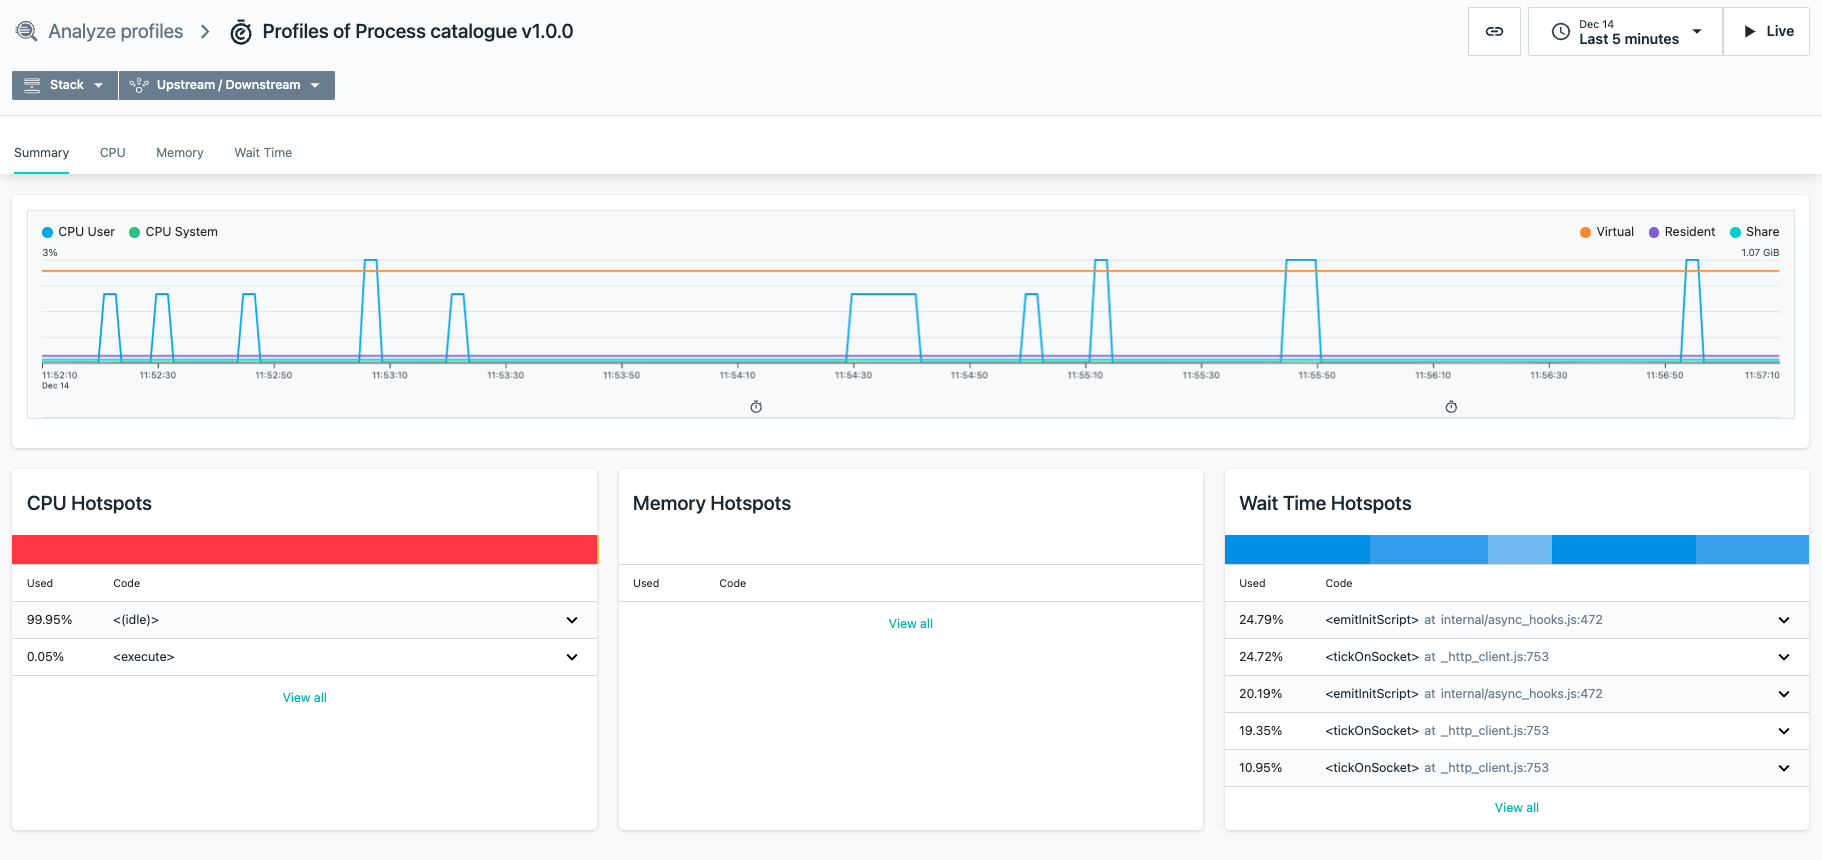 Analyze profiles > Profiles of Process catalogue v1.0.0
Dec 14
Last 5 minutes
Live
Stack
Upstream / Downstream
Summary CPU Memory Wait Time
CPU User CPU System Virtual Resident Share
3% 1.07 GiB
11:52:10 11:52:30 11:52:50 11:53:10 11:53:30 11:53:50 11:54:10 11:54:30 11:54:50 11:55:10 11:55:30 11:55:50 11:56:10 11:56:30 11:56:50 11:57:10
Dec 14
CPU Hotspots
Used Code
99.95% <(idle)>
0.05% <execute>
View all
Memory Hotspots
Used Code
View all
Wait Time Hotspots
Used Code
24.79% <emitInitScript> at internal/async_hooks.js:472
24.72% <tickOnSocket> at _http_client.js:753
20.19% <emitInitScript> at internal/async_hooks.js:472
19.35% <tickOnSocket> at _http_client.js:753
10.95% <tickOnSocket> at _http_client.js:753
View all